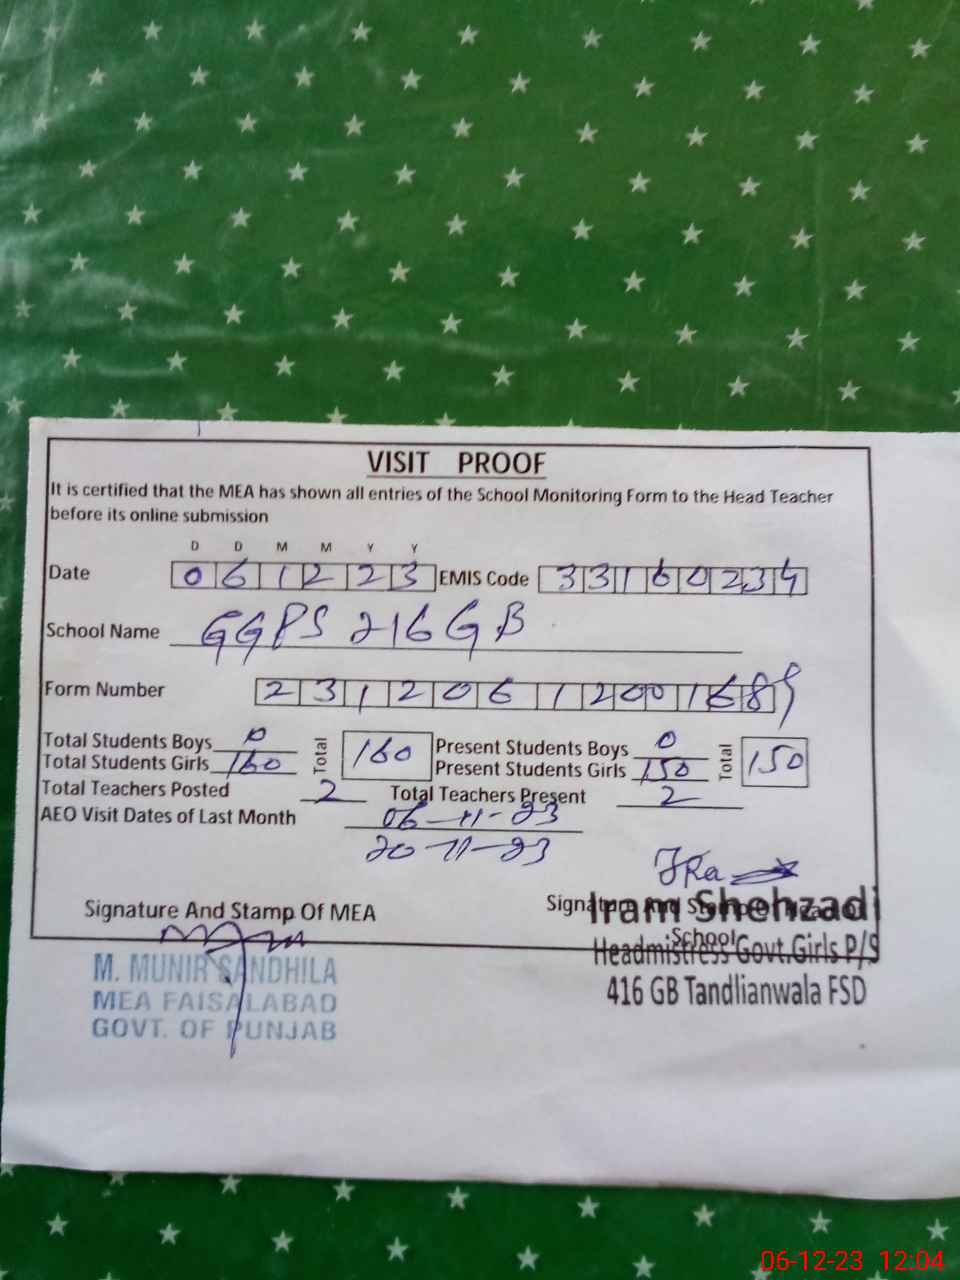 VISIT PROOF
It is certified that the MEA has shown all entries of the School Monitoring Form to the Head Teacher
before its online submission
D D M M Y Y
Date 0 6 1 2 2 3 EMIS Code 3 3 1 6 0 2 3 4
School Name GGPS 216 GB
Form Number 2 3 1 2 0 6 1 2 0 0 1 6 8 9
Total Students Boys 0 Total 160 Present Students Boys 0 Total 150
Total Students Girls 160 Present Students Girls 150
Total Teachers Posted 2 Total Teachers Present 2
AEO Visit Dates of Last Month 06-11-23
20-11-23
Signature And Stamp Of MEA
School
M. MUNIR SANDHILA
MEA FAISALABAD
GOVT. OF PUNJAB
Iram Shehzadi
Headmistress Govt.Girls P/S
416 GB Tandlianwala FSD
06-12-23 12:04